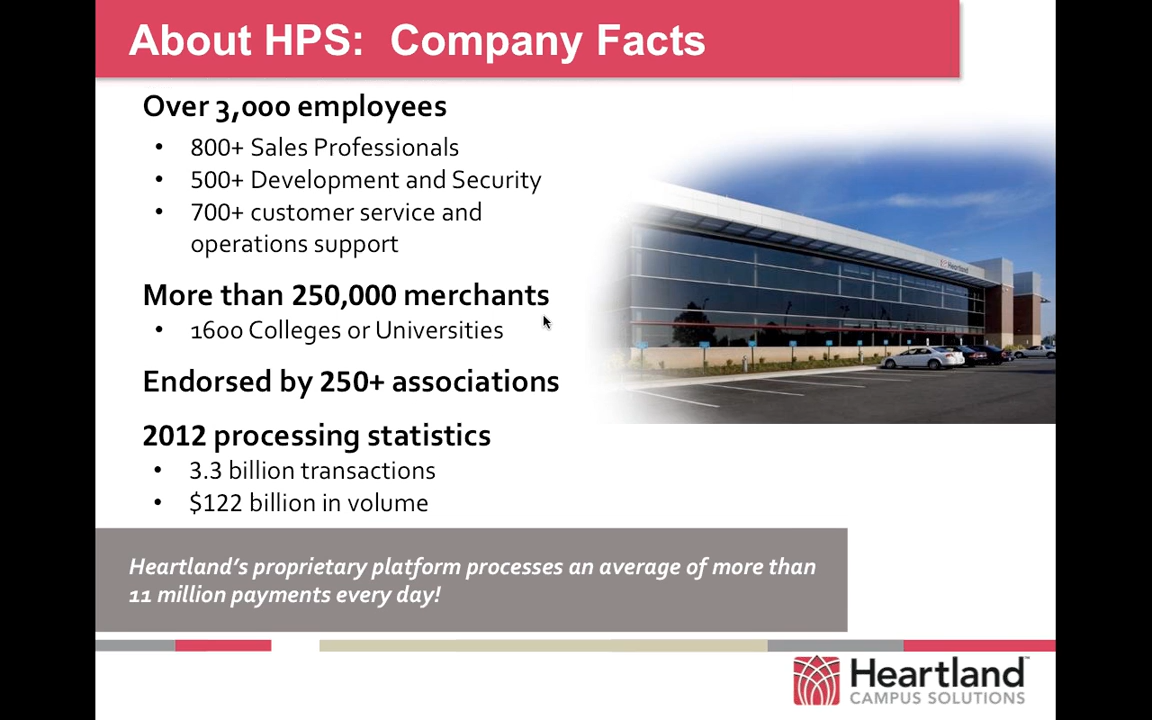 About HPS: Company Facts
Over 3,000 employees
• 800+ Sales Professionals
• 500+ Development and Security
• 700+ customer service and
operations support
More than 250,000 merchants
• 1600 Colleges or Universities
Endorsed by 250+ associations
2012 processing statistics
• 3.3 billion transactions
• $122 billion in volume
Heartland
Heartland’s proprietary platform processes an average of more than
11 million payments every day!
Heartland™
CAMPUS SOLUTIONS